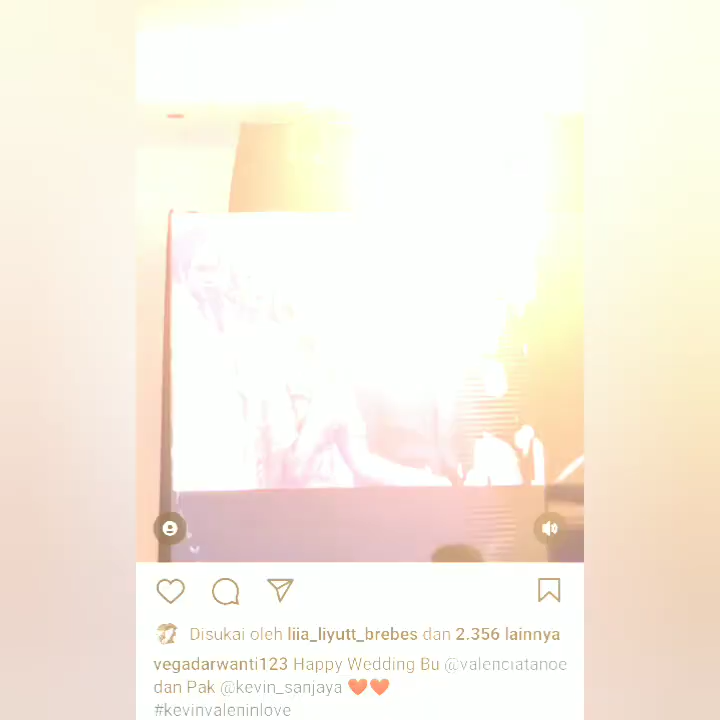 Disukai oleh liia_liyutt_brebes dan 2.356 lainnya
vegadarwanti123 Happy Wedding Bu @valenciatanoe
dan Pak @kevin_sanjaya ❤️❤️
#kevinvaleninlove